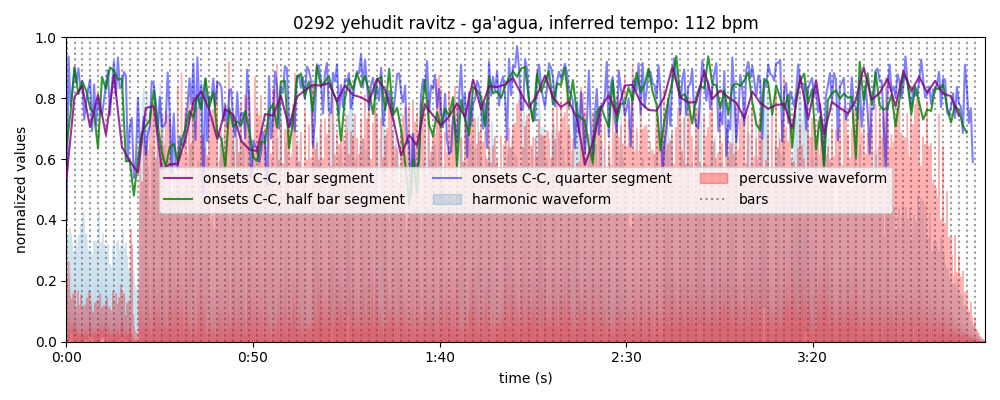 0292 yehudit ravitz - ga'agua, inferred tempo: 112 bpm
1.0
0.8
0.6
0.4
0.2
0.0
normalized values
onsets C-C, bar segment
onsets C-C, half bar segment
onsets C-C, quarter segment
harmonic waveform
percussive waveform
bars
0:00
0:50
1:40
2:30
3:20
time (s)